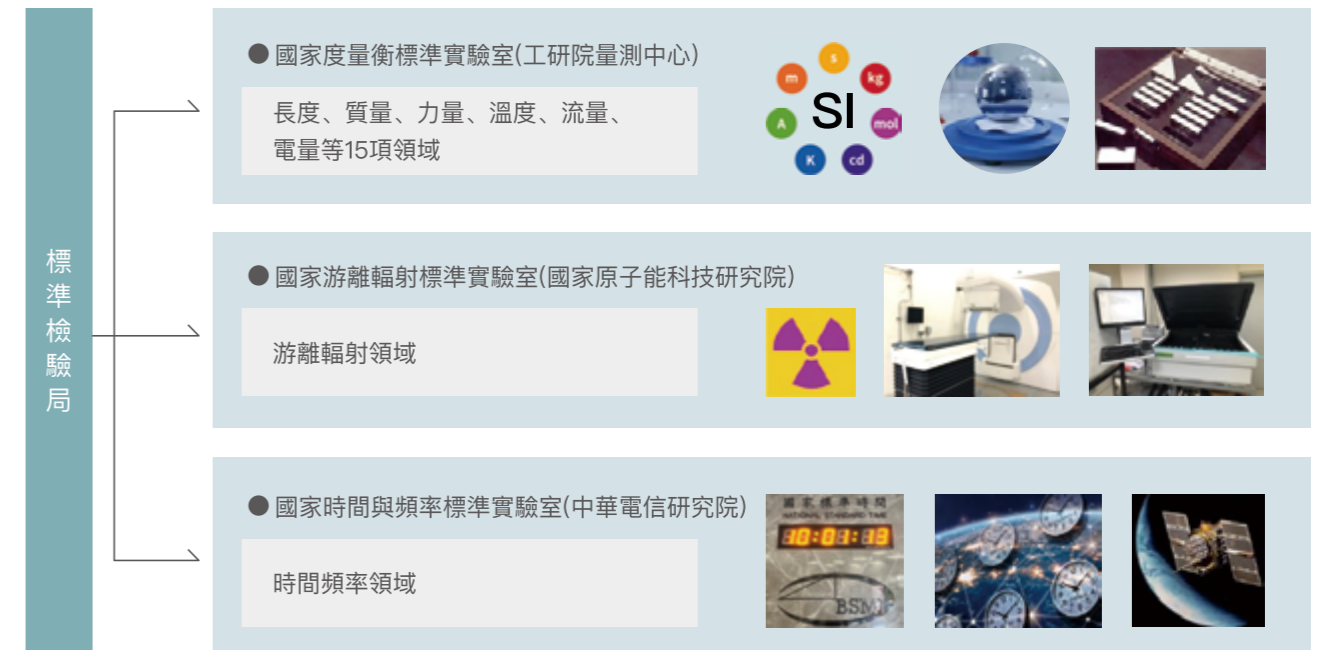 標準檢驗局
● 國家度量衡標準實驗室(工研院量測中心)
長度、質量、力量、溫度、流量、
電量等15項領域
s
m
kg
SI
A
mol
K
cd
● 國家游離輻射標準實驗室(國家原子能科技研究院)
游離輻射領域
● 國家時間與頻率標準實驗室(中華電信研究院)
時間頻率領域
國家標準時間
NATIONAL STANDARD TIME
10:01:13
BSMI